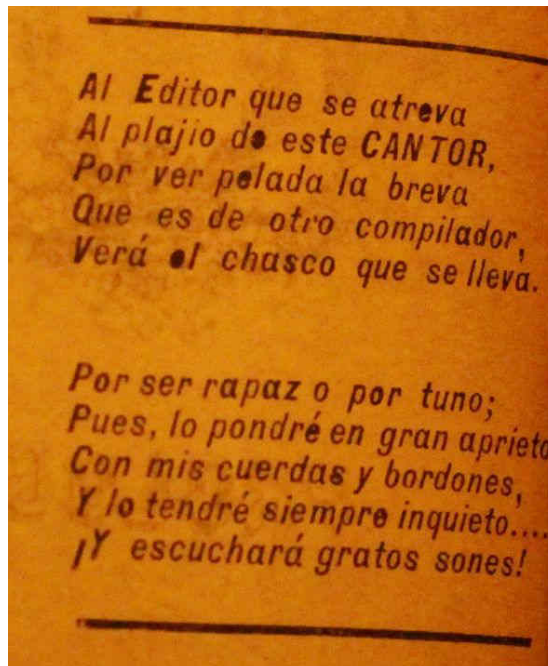 Al Editor que se atreva
Al plajio de este CANTOR,
Por ver pelada la breva
Que es de otro compilador,
Verá el chasco que se lleva.
Por ser rapaz o por tuno;
Pues, lo pondré en gran aprieto
Con mis cuerdas y bordones,
Y lo tendré siempre inquieto....
¡Y escuchará gratos sones!